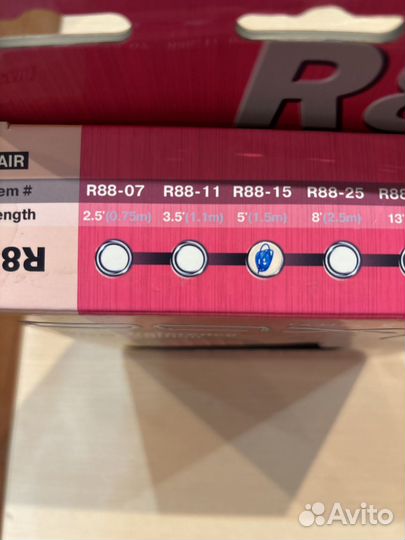 R8
AIR
em # R88-07 R88-11 R88-15 R88-25 R88
ength 2.5'(0.75m) 3.5'(1.1m) 5'(1.5m) 8'(2.5m) 13'
R8
Avito